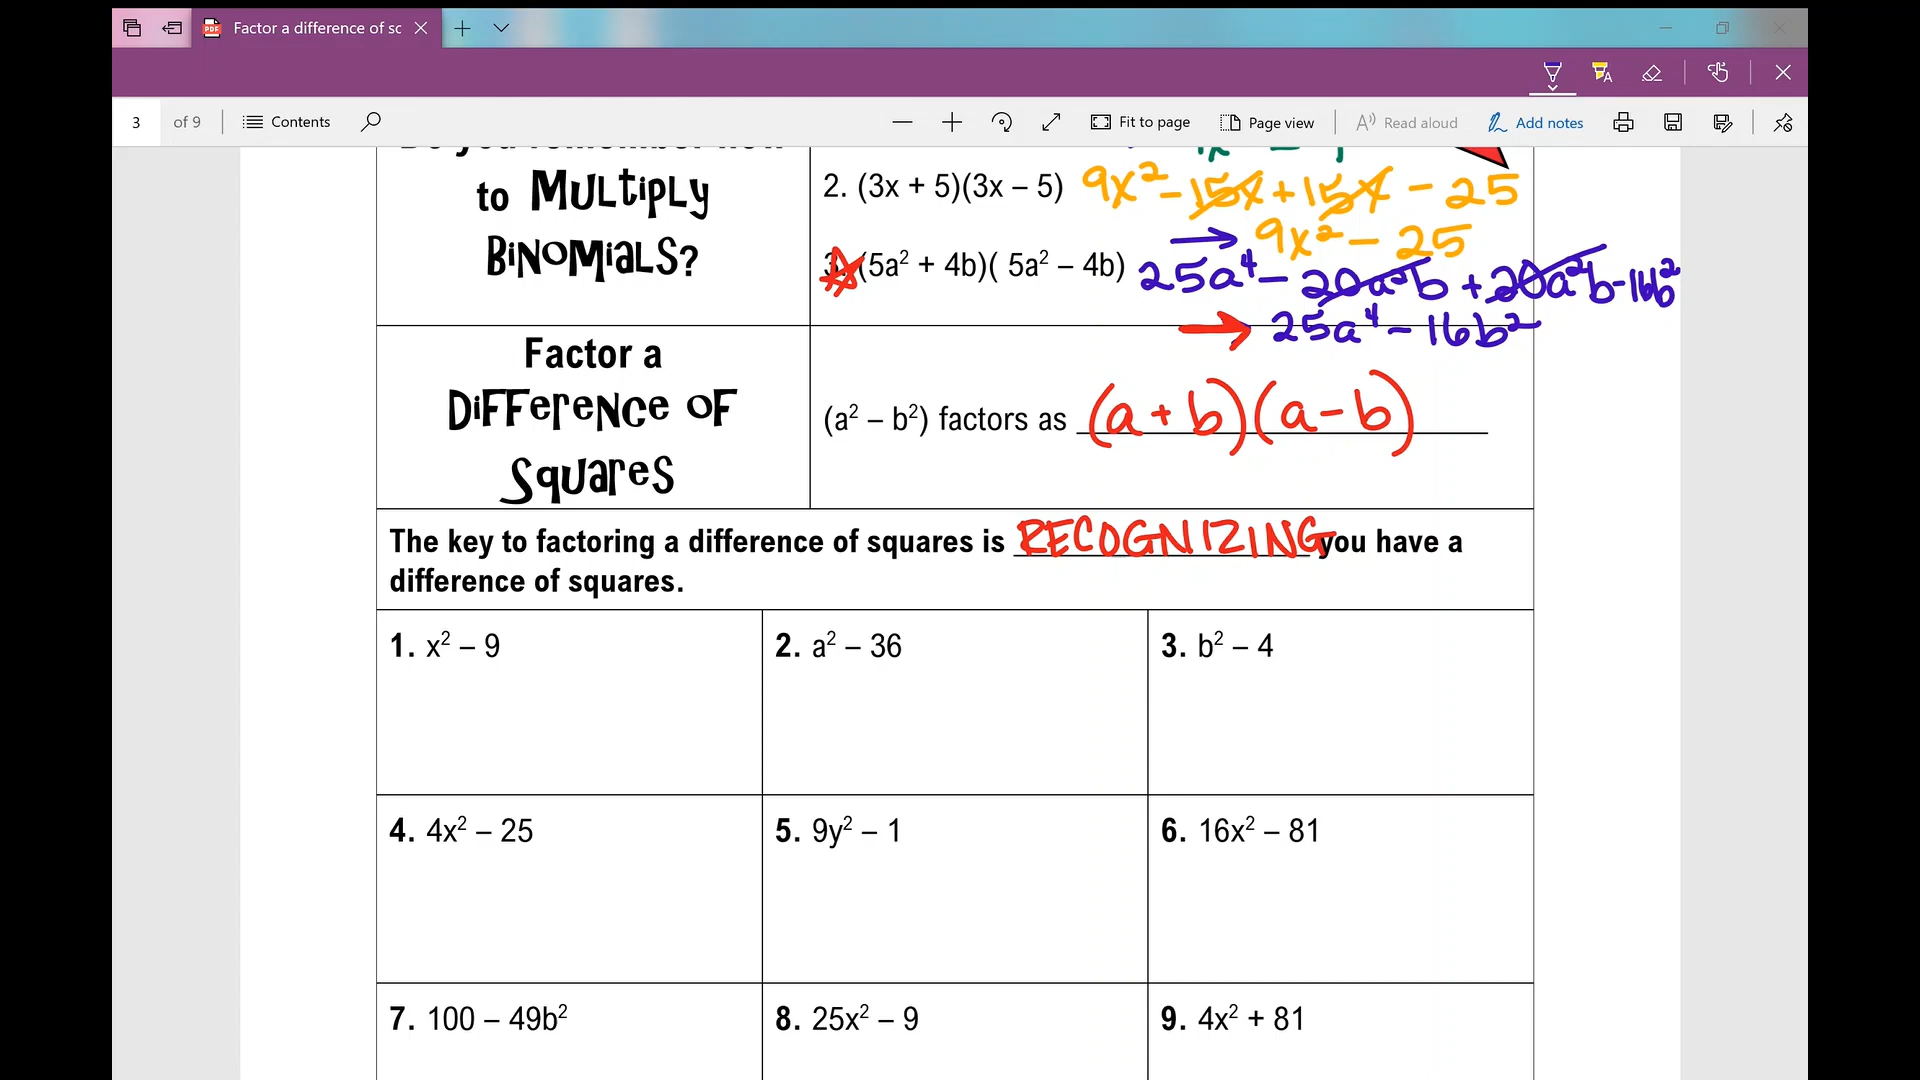 Factor a difference of sc
3 of 9 Contents Fit to page Page view Read aloud Add notes
to MULtiPLy
BiNOMiALS?
2. (3x + 5)(3x – 5) 9x² - 15x + 15x - 25
→ 9x² - 25
3. (5a² + 4b)( 5a² – 4b) 25a⁴ - 20a²b + 20a²b - 16b²
→ 25a⁴ - 16b²
Factor a
DiFFereNce OF
SquareS
(a² – b²) factors as (a + b)(a - b)
The key to factoring a difference of squares is RECOGNIZING you have a
difference of squares.
1. x² – 9 2. a² – 36 3. b² – 4
4. 4x² – 25 5. 9y² – 1 6. 16x² – 81
7. 100 – 49b² 8. 25x² – 9 9. 4x² + 81